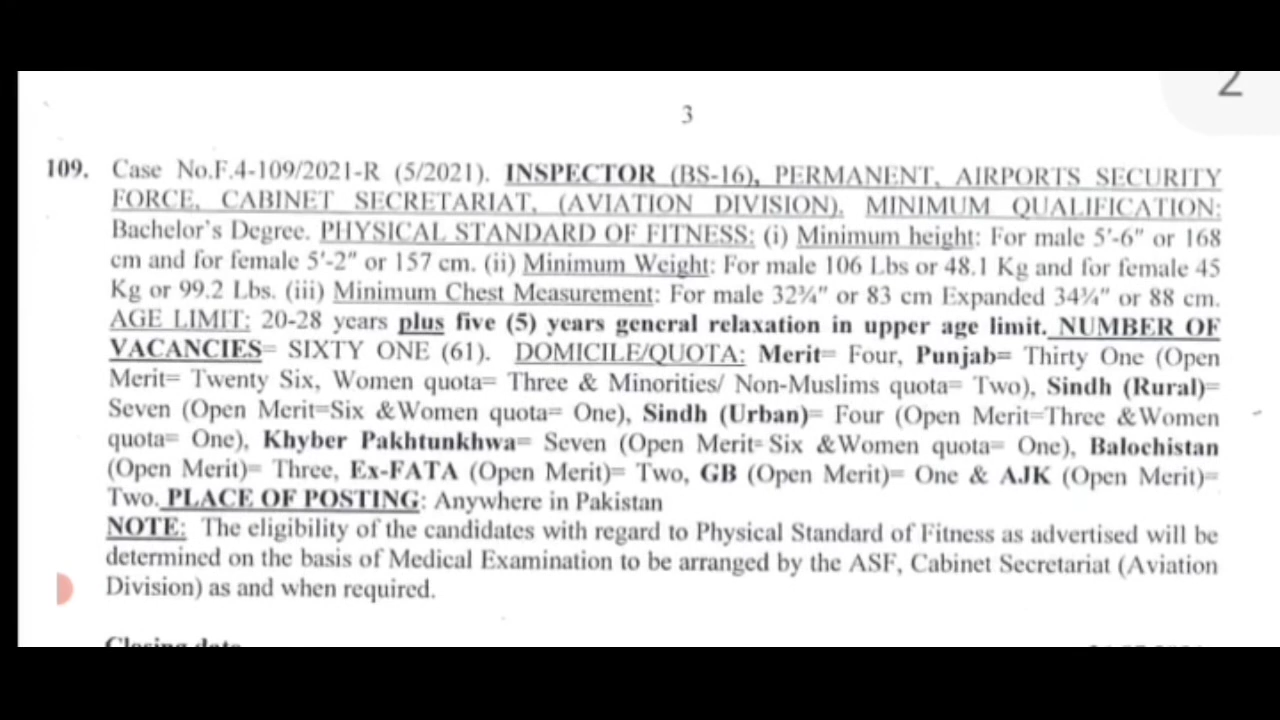 2
3
109. Case No.F.4-109/2021-R (5/2021). INSPECTOR (BS-16), PERMANENT, AIRPORTS SECURITY
FORCE, CABINET SECRETARIAT, (AVIATION DIVISION). MINIMUM QUALIFICATION:
Bachelor's Degree. PHYSICAL STANDARD OF FITNESS: (i) Minimum height: For male 5'-6" or 168
cm and for female 5'-2" or 157 cm. (ii) Minimum Weight: For male 106 Lbs or 48.1 Kg and for female 45
Kg or 99.2 Lbs. (iii) Minimum Chest Measurement: For male 32¾" or 83 cm Expanded 34¾" or 88 cm.
AGE LIMIT: 20-28 years plus five (5) years general relaxation in upper age limit. NUMBER OF
VACANCIES= SIXTY ONE (61). DOMICILE/QUOTA: Merit= Four, Punjab= Thirty One (Open
Merit= Twenty Six, Women quota= Three & Minorities/ Non-Muslims quota= Two), Sindh (Rural)=
Seven (Open Merit=Six &Women quota= One), Sindh (Urban)= Four (Open Merit=Three &Women
quota= One), Khyber Pakhtunkhwa= Seven (Open Merit= Six &Women quota= One), Balochistan
(Open Merit)= Three, Ex-FATA (Open Merit)= Two, GB (Open Merit)= One & AJK (Open Merit)=
Two. PLACE OF POSTING: Anywhere in Pakistan
NOTE: The eligibility of the candidates with regard to Physical Standard of Fitness as advertised will be
determined on the basis of Medical Examination to be arranged by the ASF, Cabinet Secretariat (Aviation
Division) as and when required.
Closing date